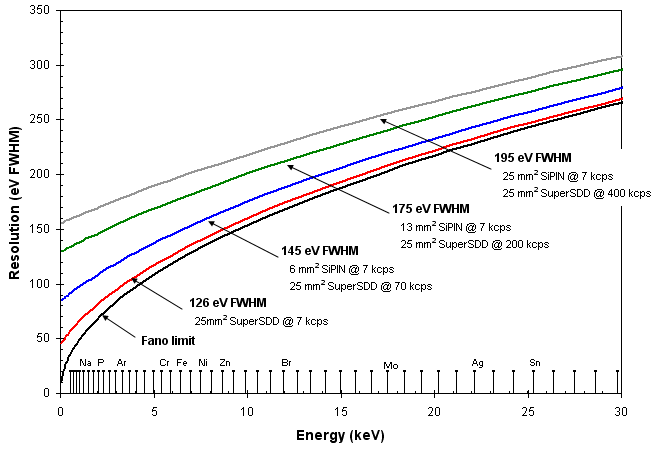 350
300
250
200
150
100
50
0
Resolution (eV FWHM)
195 eV FWHM
25 mm² SiPIN @ 7 kcps
25 mm² SuperSDD @ 400 kcps
175 eV FWHM
13 mm² SiPIN @ 7 kcps
25 mm² SuperSDD @ 200 kcps
145 eV FWHM
6 mm² SiPIN @ 7 kcps
25 mm² SuperSDD @ 70 kcps
126 eV FWHM
25mm² SuperSDD @ 7 kcps
Fano limit
Na P Ar Cr Fe Ni Zn Br Mo Ag Sn
0 5 10 15 20 25 30
Energy (keV)